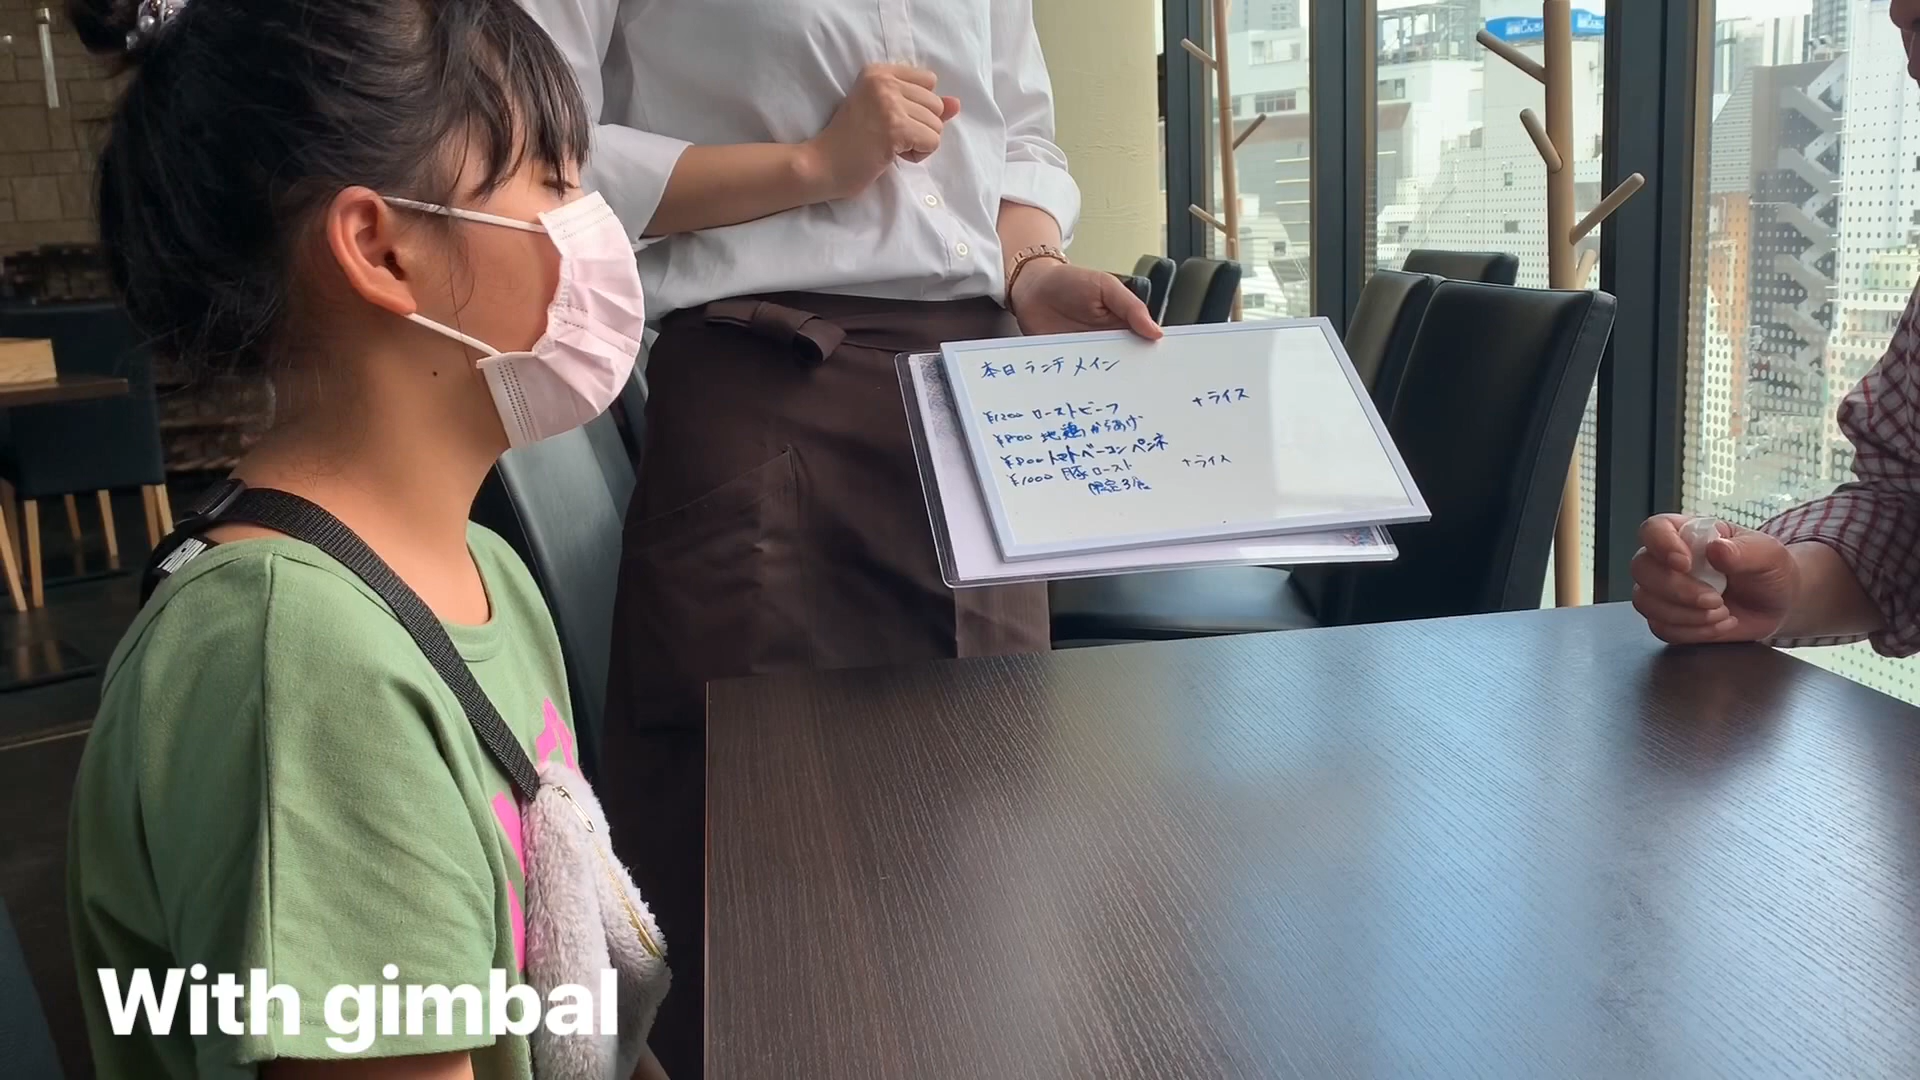 本日ランチメイン
¥1200 ローストビーフ +ライス
¥800 地鶏からあげ
¥800 トマトベーコンペンネ
¥1000 豚ロースト +ライス
限定3食
With gimbal